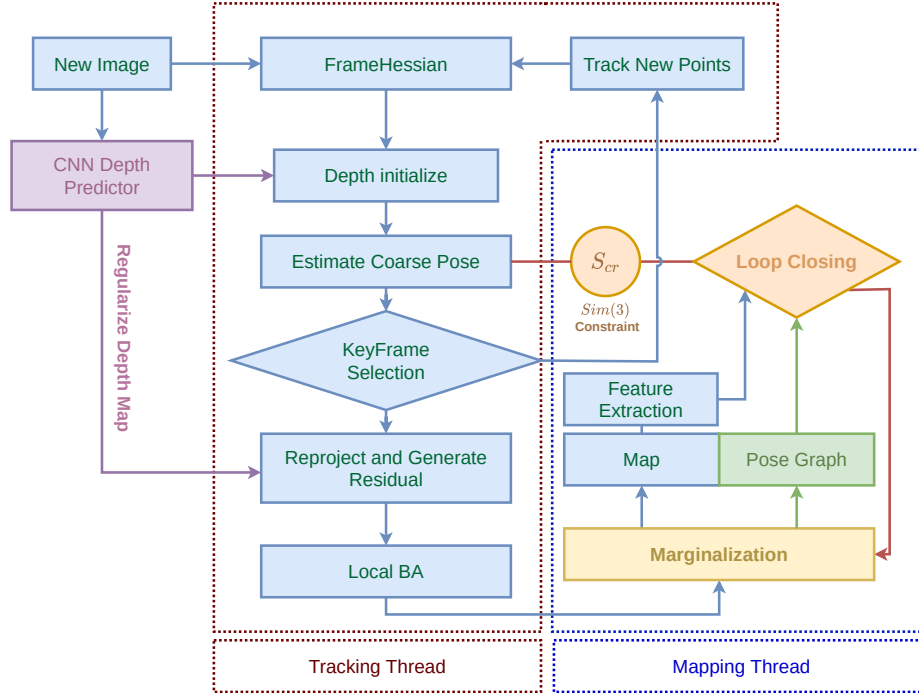 New Image
FrameHessian
Track New Points
CNN Depth
Predictor
Depth initialize
Estimate Coarse Pose
S_cr
Loop Closing
Sim(3)
Constraint
Regularize Depth Map
KeyFrame
Selection
Feature
Extraction
Reproject and Generate
Residual
Map
Pose Graph
Local BA
Marginalization
Tracking Thread
Mapping Thread